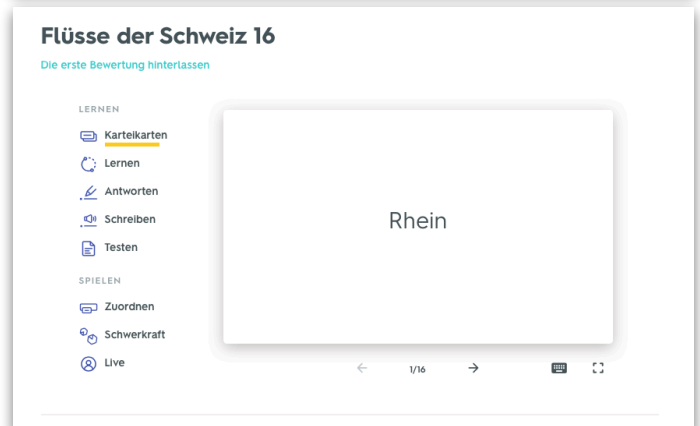 Flüsse der Schweiz 16
Die erste Bewertung hinterlassen
LERNEN
Karteikarten
Lernen
Antworten
Schreiben
Testen
SPIELEN
Zuordnen
Schwerkraft
Live
Rhein
1/16